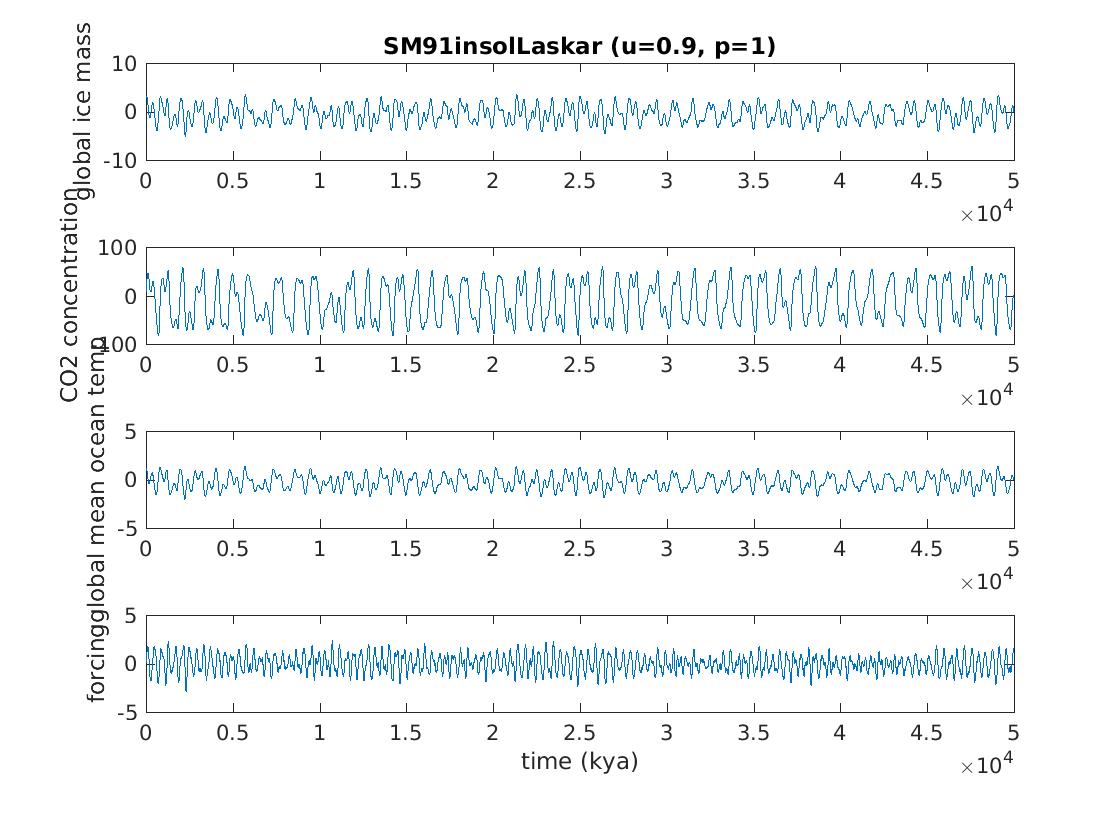 SM91insolLaskar (u=0.9, p=1)
global ice mass
10
0
-10
0 0.5 1 1.5 2 2.5 3 3.5 4 4.5 5
×10^4
CO2 concentration
100
0
-100
0 0.5 1 1.5 2 2.5 3 3.5 4 4.5 5
×10^4
global mean ocean temp
5
0
-5
0 0.5 1 1.5 2 2.5 3 3.5 4 4.5 5
×10^4
forcing
5
0
-5
0 0.5 1 1.5 2 2.5 3 3.5 4 4.5 5
×10^4
time (kya)